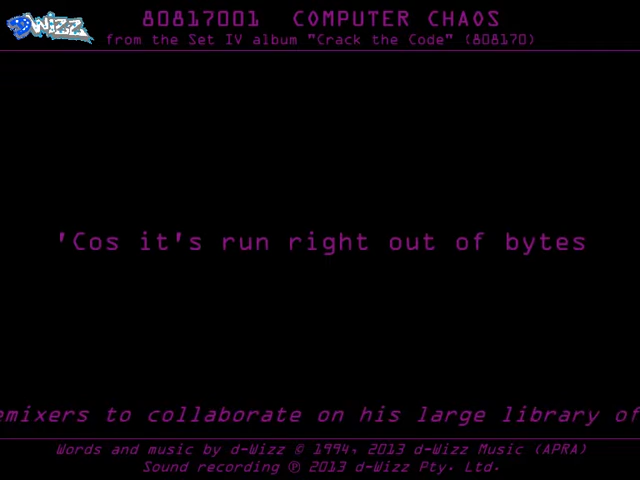 d-Wizz
80817001 COMPUTER CHAOS
from the Set IV album "Crack the Code" (808170)
'Cos it's run right out of bytes
emixers to collaborate on his large library of
Words and music by d-Wizz © 1994, 2013 d-Wizz Music (APRA)
Sound recording ℗ 2013 d-Wizz Pty. Ltd.